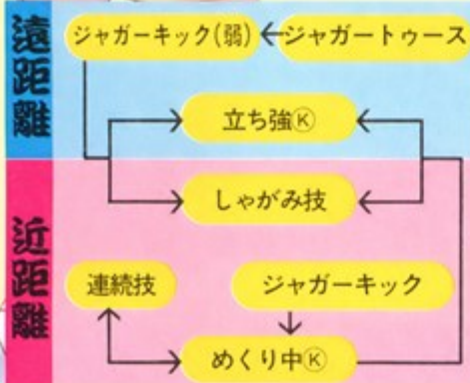 遠距離
ジャガーキック(弱)
ジャガートゥース
立ち強Ⓚ
しゃがみ技
近距離
連続技
ジャガーキック
めくり中Ⓚ